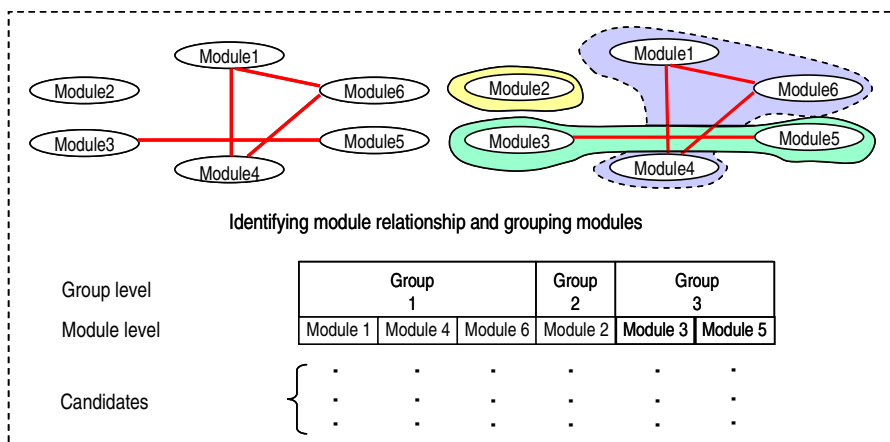 Module1
Module2
Module6
Module3
Module5
Module4
Module1
Module2
Module6
Module3
Module5
Module4
Identifying module relationship and grouping modules
Group level
Group 1
Group 2
Group 3
Module level
Module 1
Module 4
Module 6
Module 2
Module 3
Module 5
Candidates